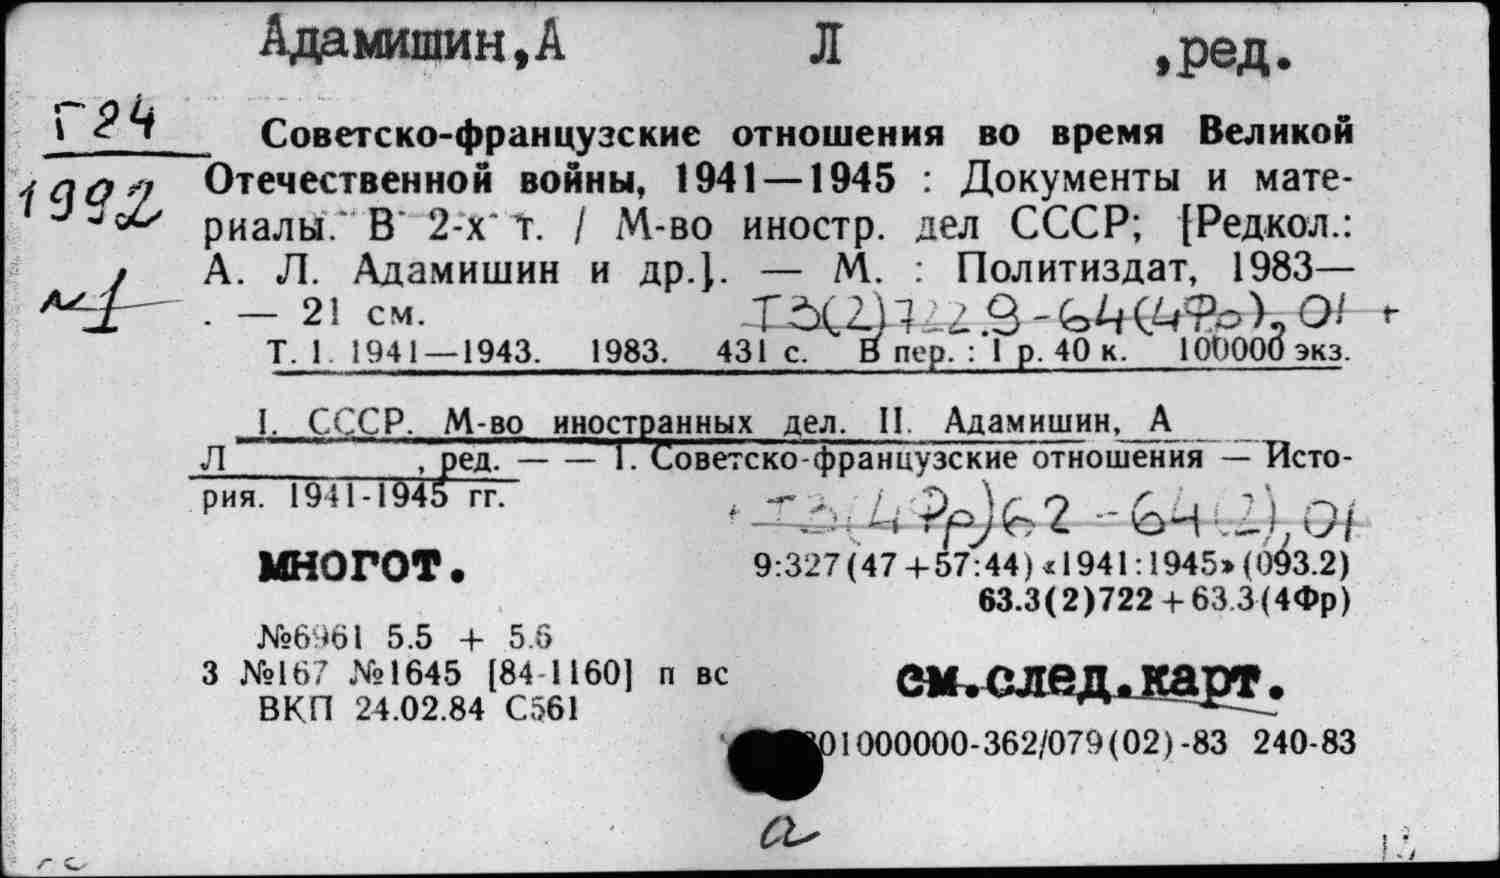 Адамишин,А Л ,ред.
Г24
1992
№1
Советско-французские отношения во время Великой
Отечественной войны, 1941—1945 : Документы и мате-
риалы. В 2-х т. / М-во иностр. дел СССР; [Редкол.:
А. Л. Адамишин и др.]. — М. : Политиздат, 1983—
. — 21 см.
Т3(2)722.9-64(4Фр),01 +
Т. 1. 1941—1943. 1983. 431 с. В пер. : 1 р. 40 к. 100000 экз.
I. СССР. М-во иностранных дел. II. Адамишин, А
Л , ред. — — 1. Советско-французские отношения — Исто-
рия. 1941-1945 гг.
+ Т3(4Фр)62-64(2),01
многот.
9:327(47+57:44)«1941:1945»(093.2)
63.3(2)722+63.3(4Фр)
№6961 5.5 + 5.6
3 №167 №1645 [84-1160] п вс
ВКП 24.02.84 С561
см.след.карт.
01000000-362/079(02)-83 240-83
а